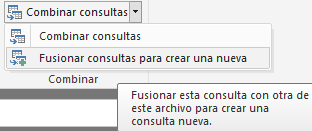 Combinar consultas
Combinar consultas
Fusionar consultas para crear una nueva
Combinar
Fusionar esta consulta con otra de
este archivo para crear una
consulta nueva.